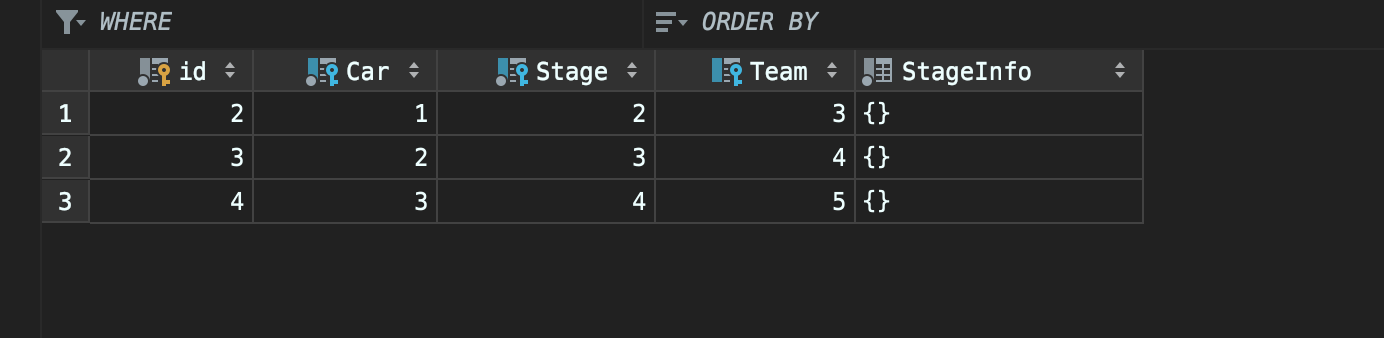 WHERE ORDER BY
id Car Stage Team StageInfo
1 2 1 2 3 {}
2 3 2 3 4 {}
3 4 3 4 5 {}